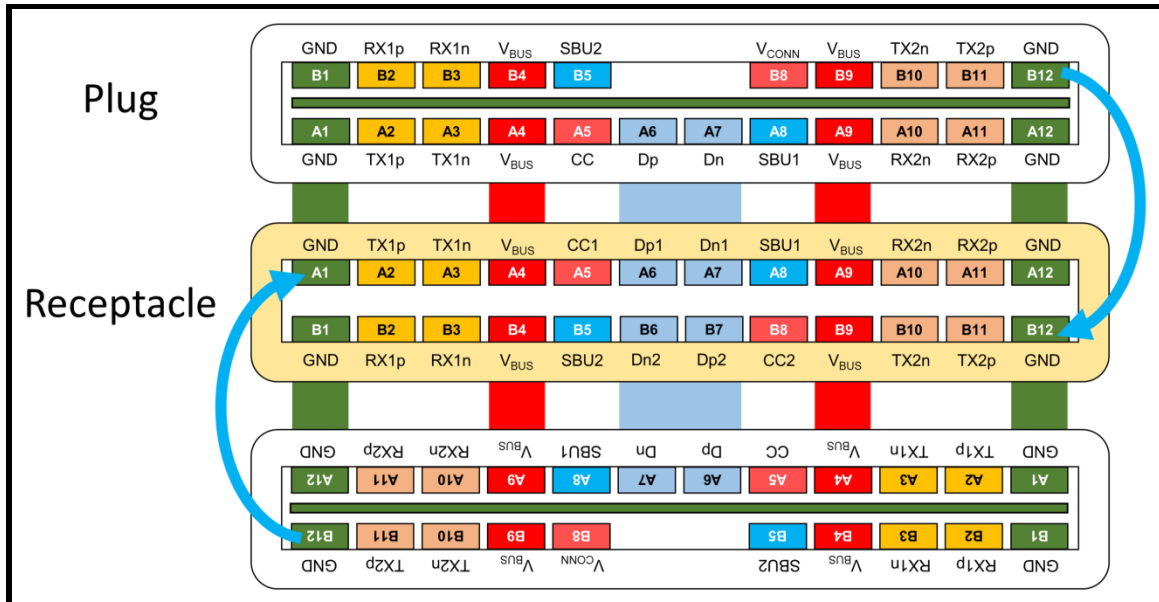 GND RX1p RX1n VBUS SBU2 VCONN VBUS TX2n TX2p GND
B1 B2 B3 B4 B5 B8 B9 B10 B11 B12
Plug
A1 A2 A3 A4 A5 A6 A7 A8 A9 A10 A11 A12
GND TX1p TX1n VBUS CC Dp Dn SBU1 VBUS RX2n RX2p GND
GND TX1p TX1n VBUS CC1 Dp1 Dn1 SBU1 VBUS RX2n RX2p GND
A1 A2 A3 A4 A5 A6 A7 A8 A9 A10 A11 A12
Receptacle
B1 B2 B3 B4 B5 B6 B7 B8 B9 B10 B11 B12
GND RX1p RX1n VBUS SBU2 Dn2 Dp2 CC2 VBUS TX2n TX2p GND
GND RX2p RX2n VBUS SBU1 Dn Dp CC VBUS TX1n TX1p GND
A12 A11 A10 A9 A8 A7 A6 A5 A4 A3 A2 A1
B12 B11 B10 B9 B8 B5 B4 B3 B2 B1
GND TX2p TX2n VBUS VCONN SBU2 VBUS RX1n RX1p GND